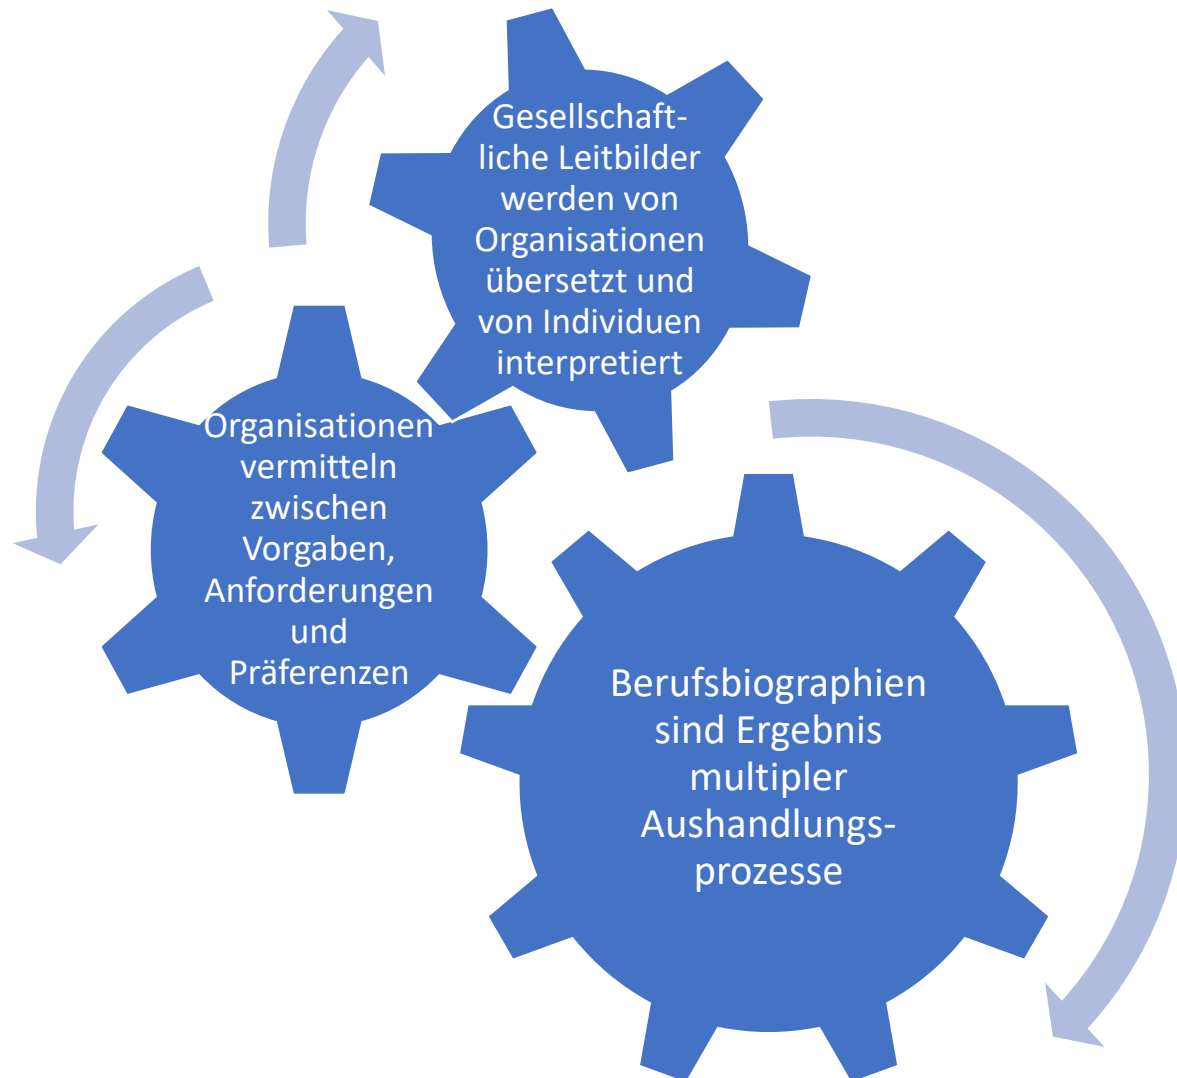 Gesellschaft-
liche Leitbilder
werden von
Organisationen
übersetzt und
von Individuen
interpretiert
Organisationen
vermitteln
zwischen
Vorgaben,
Anforderungen
und
Präferenzen
Berufsbiographien
sind Ergebnis
multipler
Aushandlungs-
prozesse